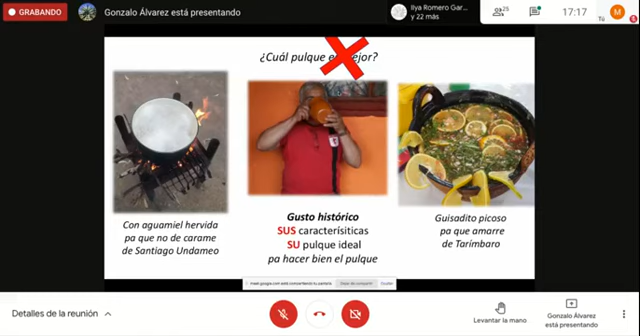 GRABANDO
Gonzalo Álvarez está presentando
Ilya Romero Gar...
y 22 más
25
17:17
Tú
M
¿Cuál pulque e ejor?
Con aguamiel hervida
pa que no de carame
de Santiago Undameo
Gusto histórico
SUS caracterísiticas
SU pulque ideal
pa hacer bien el pulque
Guisadito picoso
pa que amarre
de Tarímbaro
meet.google.com está compartiendo tu pantalla
Dejar de compartir
Ocultar
Detalles de la reunión
Levantar la mano
Gonzalo Álvarez
está presentando